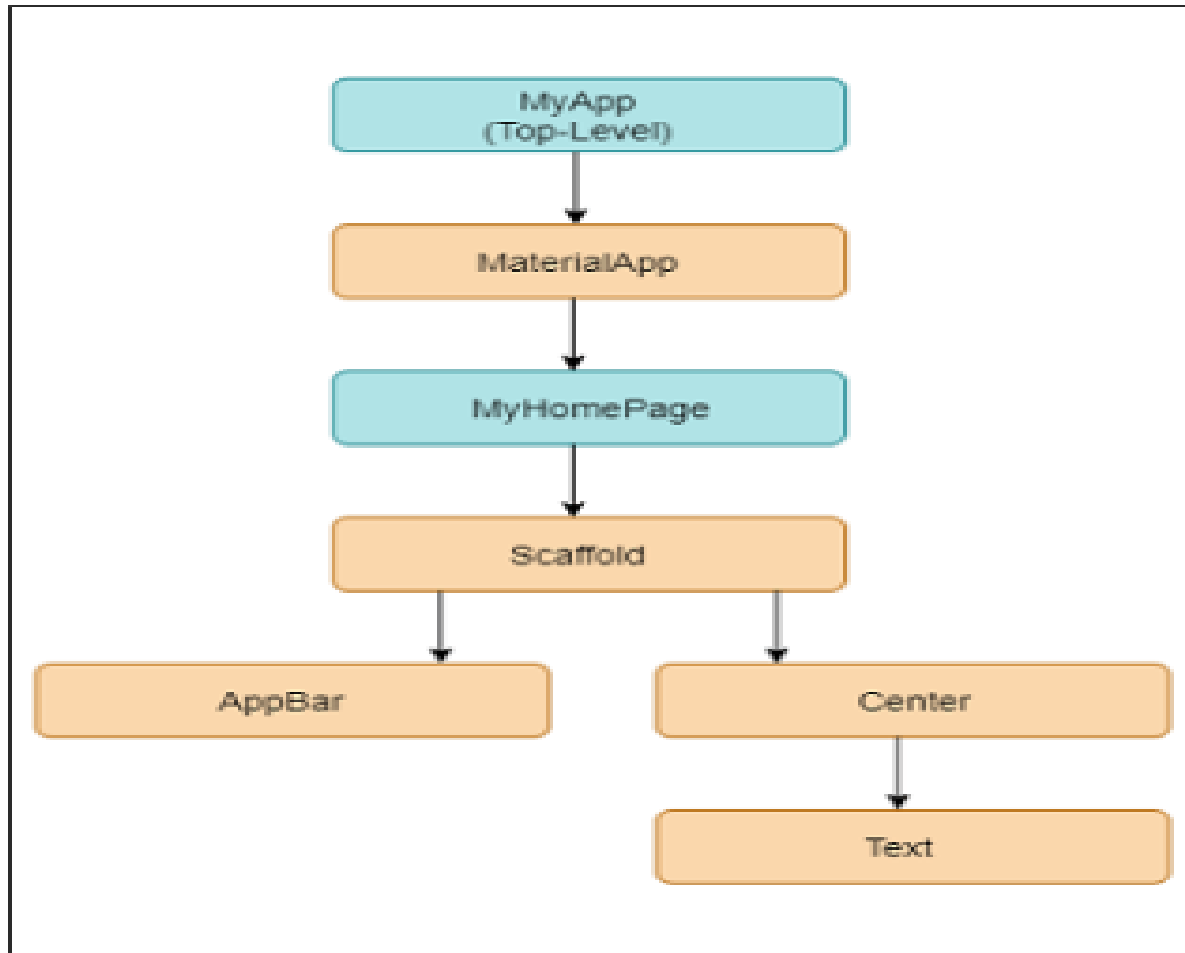 MyApp
(Top-Level)
MaterialApp
MyHomePage
Scaffold
AppBar
Center
Text